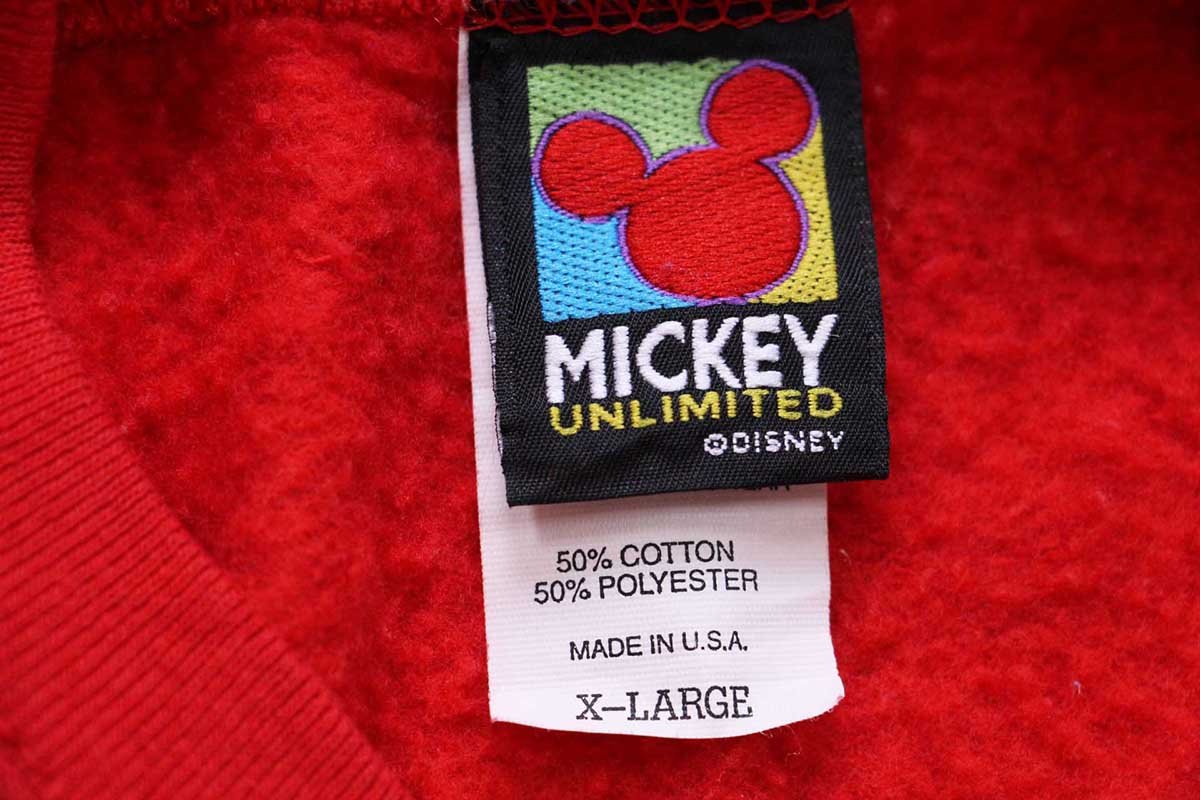 MICKEY
UNLIMITED
©DISNEY
50% COTTON
50% POLYESTER
MADE IN U.S.A.
X-LARGE